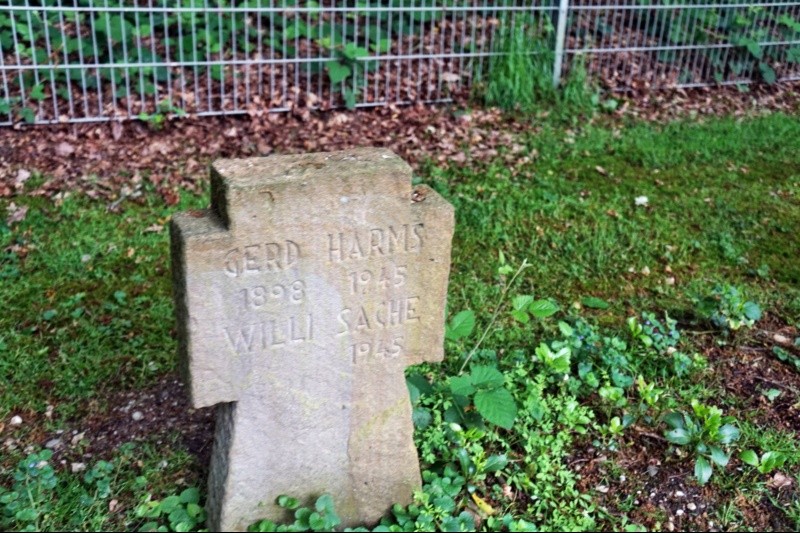 GERD HARMS
1898 1945
WILLI SACHE
1945